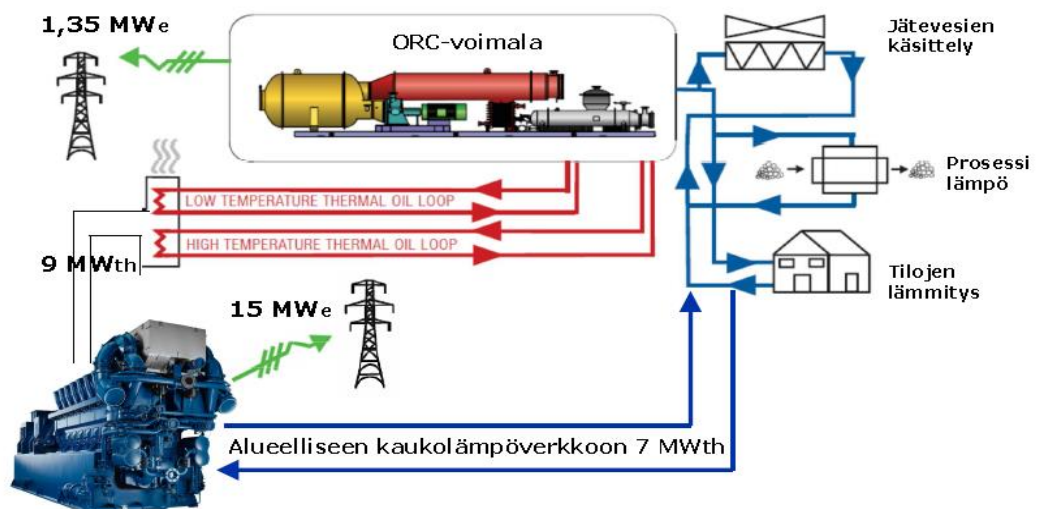 1,35 MWe
ORC-voimala
Jätevesien
käsittely
Prosessi
lämpö
LOW TEMPERATURE THERMAL OIL LOOP
HIGH TEMPERATURE THERMAL OIL LOOP
9 MWth
15 MWe
Tilojen
lämmitys
Alueelliseen kaukolämpöverkkoon 7 MWth